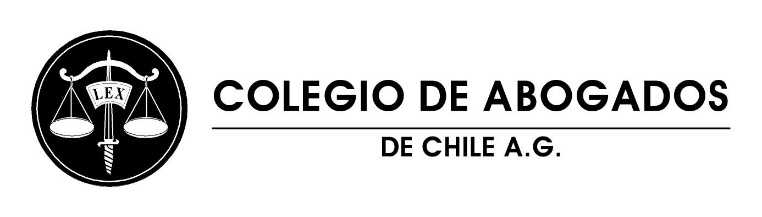 LEX
COLEGIO DE ABOGADOS
DE CHILE A.G.